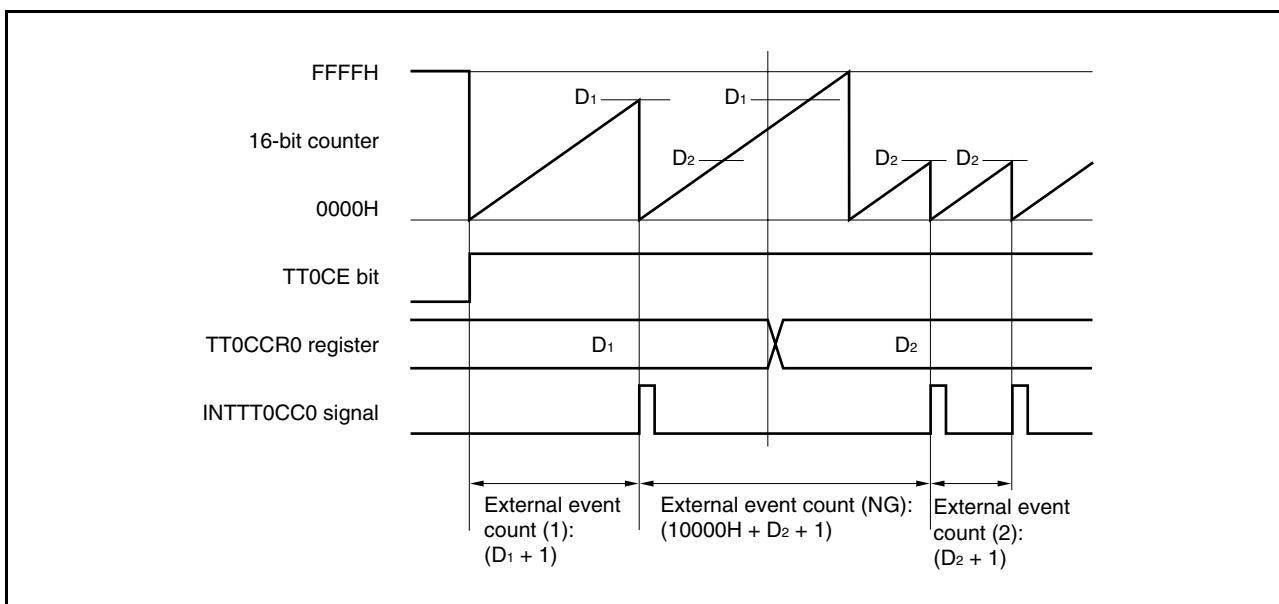 FFFFH
D1
D1
16-bit counter
D2
D2
D2
0000H
TT0CE bit
TT0CCR0 register
D1
D2
INTTT0CC0 signal
External event
count (1):
(D1 + 1)
External event count (NG):
(10000H + D2 + 1)
External event
count (2):
(D2 + 1)